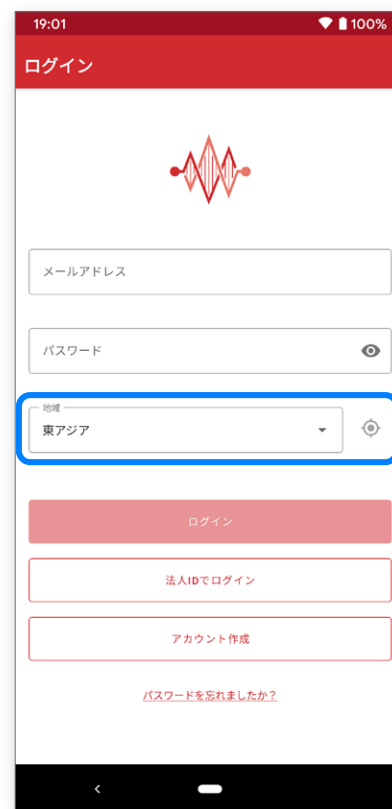 19:01 100%
ログイン
メールアドレス
パスワード
地域
東アジア
ログイン
法人IDでログイン
アカウント作成
パスワードを忘れましたか？